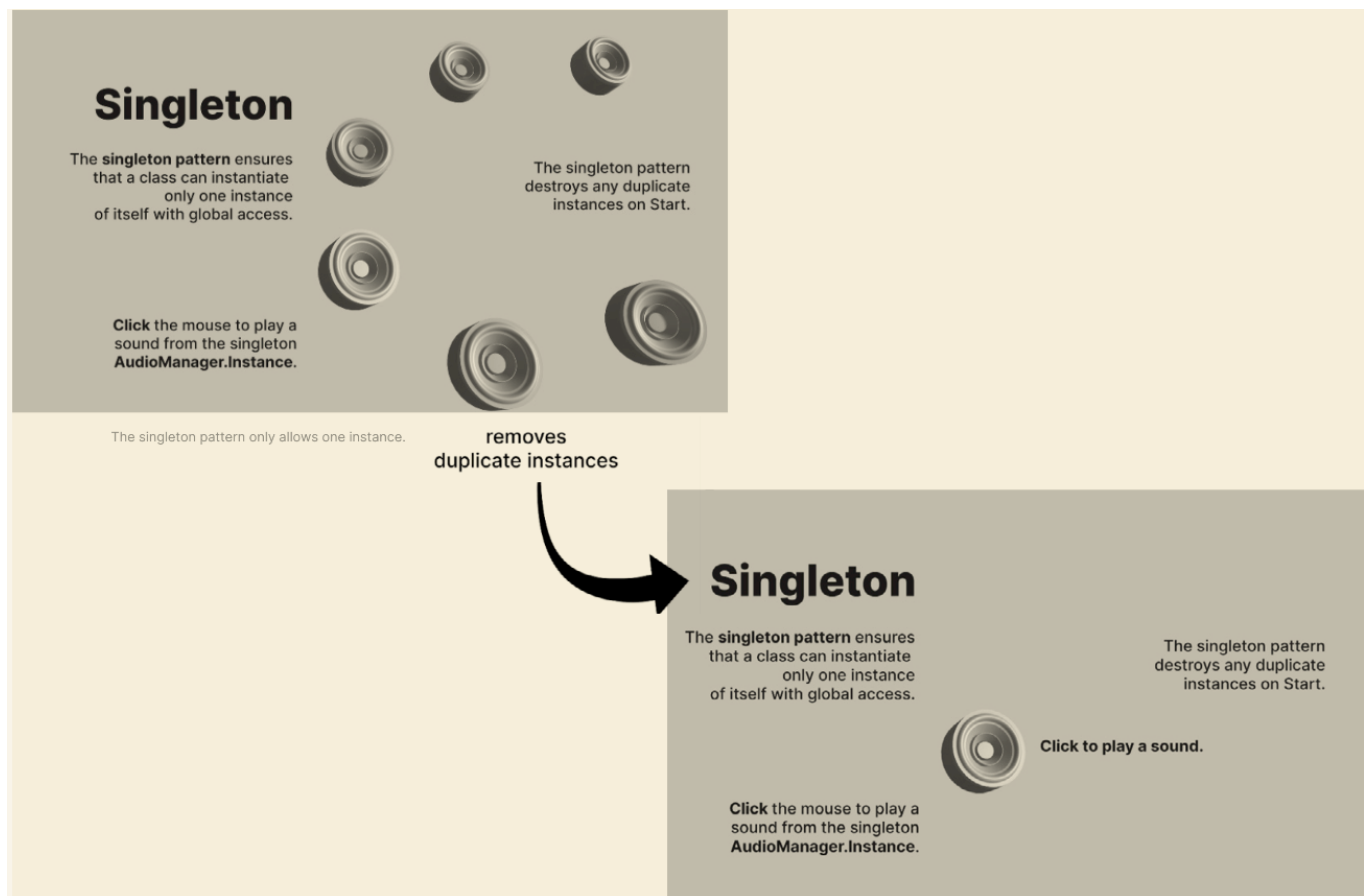 Singleton
The singleton pattern ensures
that a class can instantiate
only one instance
of itself with global access.
The singleton pattern
destroys any duplicate
instances on Start.
Click the mouse to play a
sound from the singleton
AudioManager.Instance.
The singleton pattern only allows one instance.
removes
duplicate instances
Singleton
The singleton pattern ensures
that a class can instantiate
only one instance
of itself with global access.
The singleton pattern
destroys any duplicate
instances on Start.
Click to play a sound.
Click the mouse to play a
sound from the singleton
AudioManager.Instance.